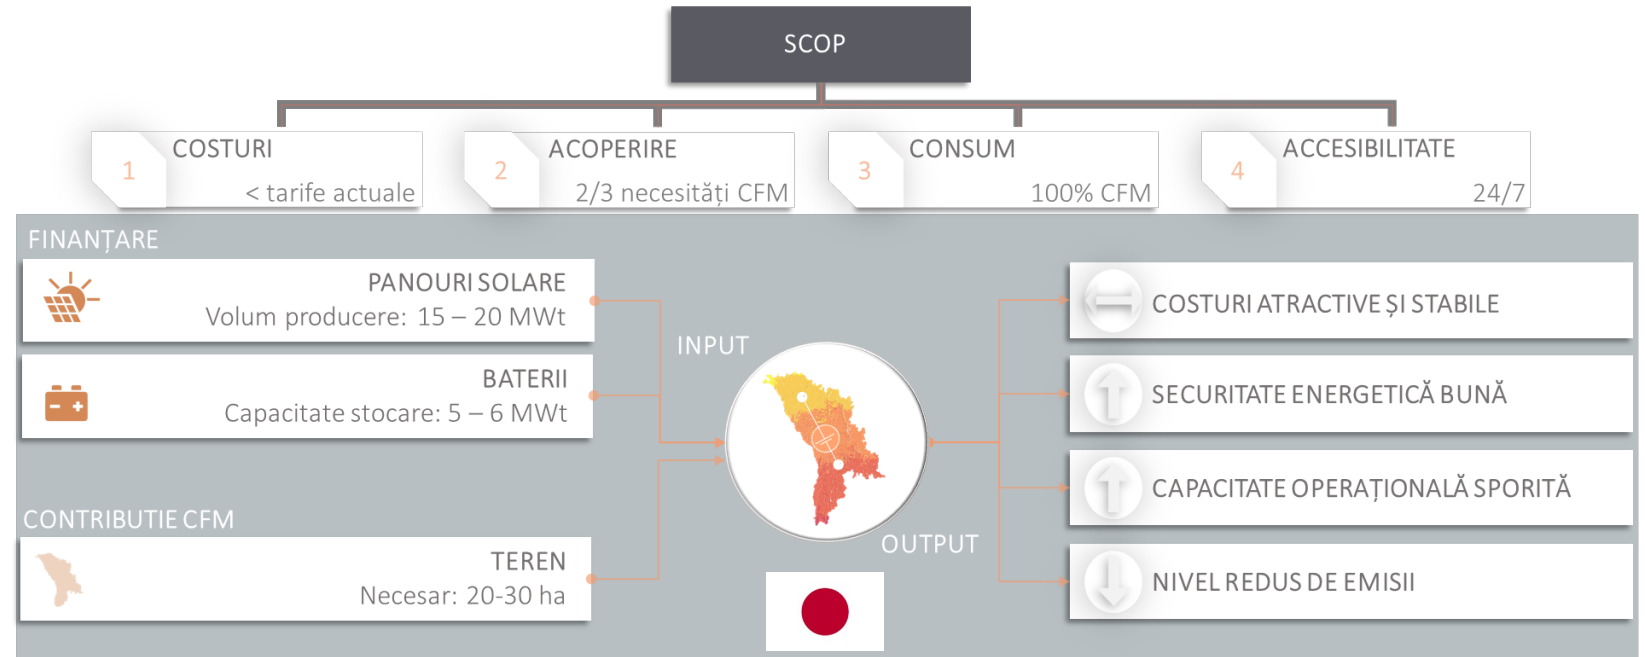 SCOP
1
COSTURI
< tarife actuale
2
ACOPERIRE
2/3 necesități CFM
3
CONSUM
100% CFM
4
ACCESIBILITATE
24/7
FINANȚARE
PANOURI SOLARE
Volum producere: 15 – 20 MWt
BATERII
Capacitate stocare: 5 – 6 MWt
CONTRIBUTIE CFM
TEREN
Necesar: 20-30 ha
INPUT
OUTPUT
COSTURI ATRACTIVE ȘI STABILE
SECURITATE ENERGETICĂ BUNĂ
CAPACITATE OPERAȚIONALĂ SPORITĂ
NIVEL REDUS DE EMISII